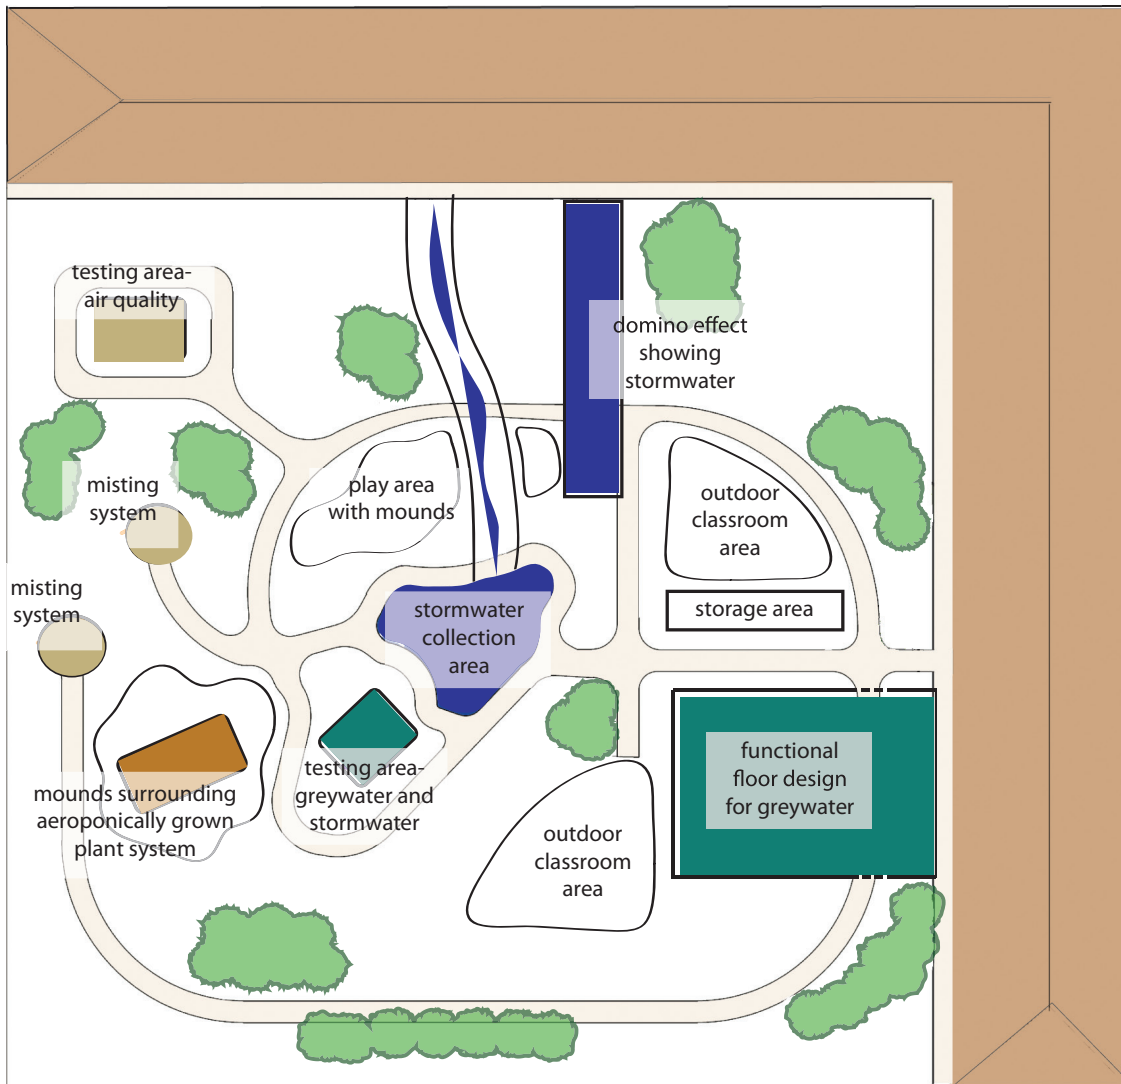 testing area-
air quality
domino effect
showing
stormwater
misting
system
play area
with mounds
outdoor
classroom
area
misting
system
stormwater
collection
area
storage area
functional
floor design
for greywater
mounds surrounding
aeroponically grown
plant system
testing area-
greywater and
stormwater
outdoor
classroom
area